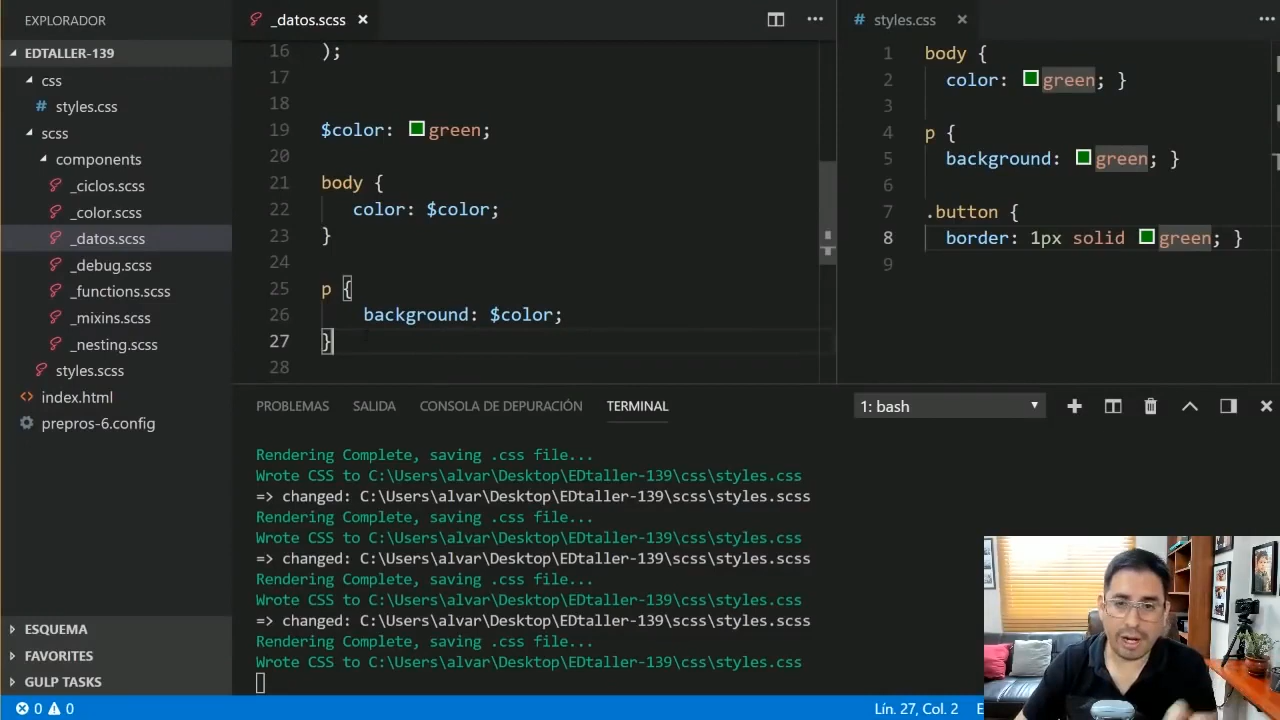 EXPLORADOR
EDTALLER-139
css
# styles.css
scss
components
_ciclos.scss
_color.scss
_datos.scss
_debug.scss
_functions.scss
_mixins.scss
_nesting.scss
styles.scss
<> index.html
prepros-6.config
ESQUEMA
FAVORITES
GULP TASKS
_datos.scss ×
16 );
17
18
19 $color: green;
20
21 body {
22 color: $color;
23 }
24
25 p {
26 background: $color;
27 }
28
# styles.css ×
1 body {
2 color: green; }
3
4 p {
5 background: green; }
6
7 .button {
8 border: 1px solid green; }
9
PROBLEMAS SALIDA CONSOLA DE DEPURACIÓN TERMINAL 1: bash
Rendering Complete, saving .css file...
Wrote CSS to C:\Users\alvar\Desktop\EDtaller-139\css\styles.css
=> changed: C:\Users\alvar\Desktop\EDtaller-139\scss\styles.scss
Rendering Complete, saving .css file...
Wrote CSS to C:\Users\alvar\Desktop\EDtaller-139\css\styles.css
=> changed: C:\Users\alvar\Desktop\EDtaller-139\scss\styles.scss
Rendering Complete, saving .css file...
Wrote CSS to C:\Users\alvar\Desktop\EDtaller-139\css\styles.css
=> changed: C:\Users\alvar\Desktop\EDtaller-139\scss\styles.scss
Rendering Complete, saving .css file...
Wrote CSS to C:\Users\alvar\Desktop\EDtaller-139\css\styles.css
0 0 Lín. 27, Col. 2